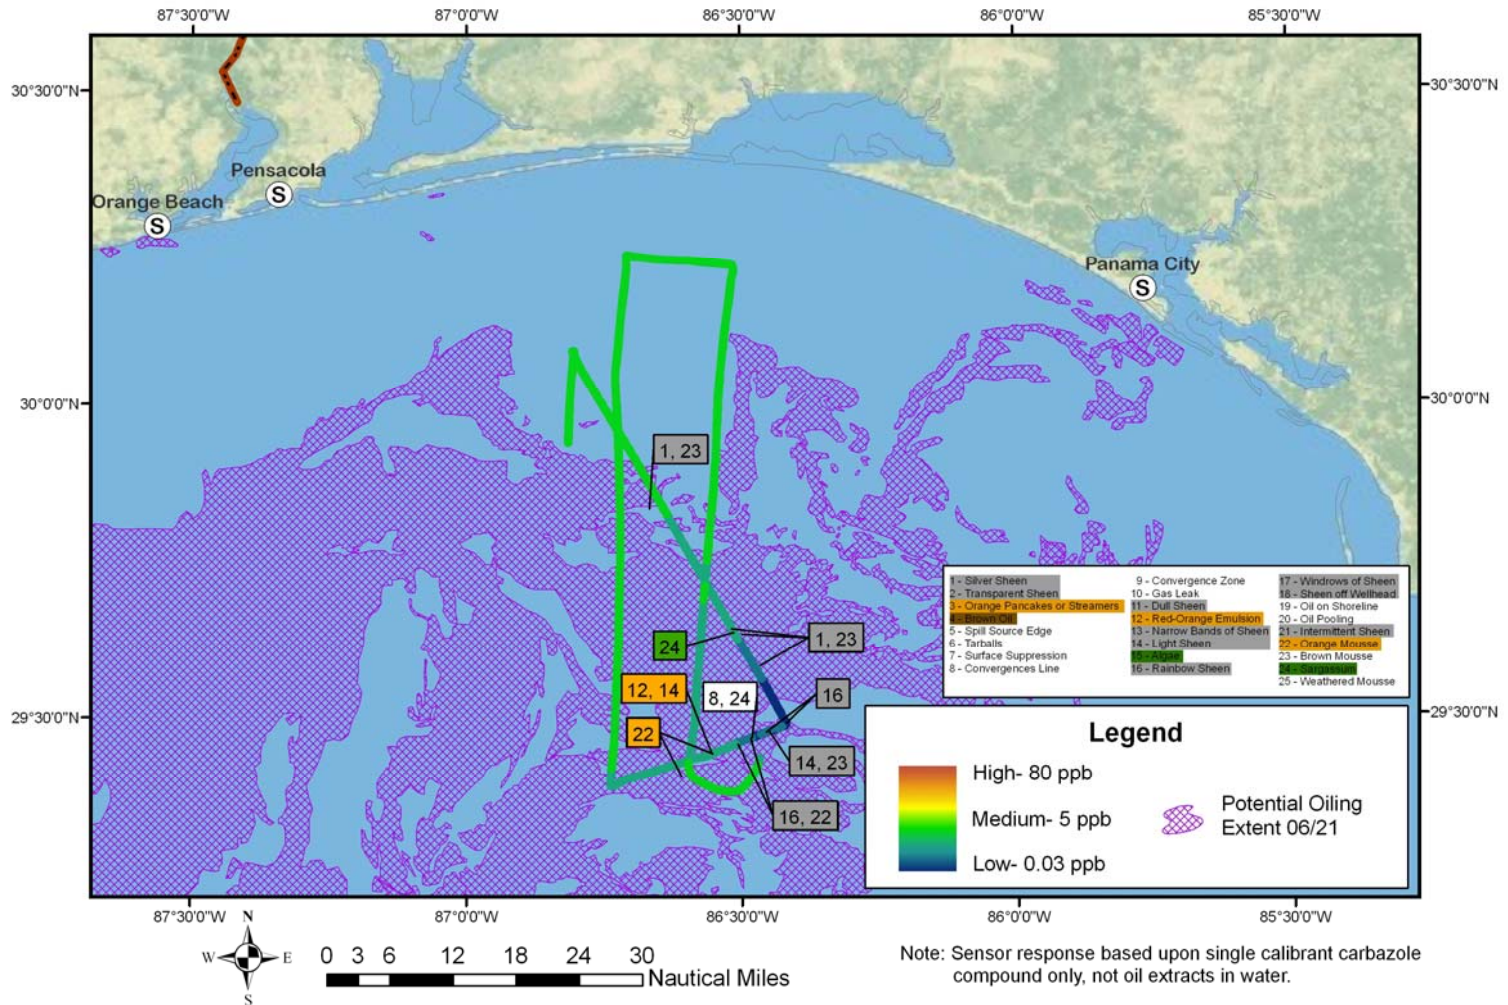 87°30'0"W 87°0'0"W 86°30'0"W 86°0'0"W 85°30'0"W
30°30'0"N 30°30'0"N
Pensacola
S
Orange Beach
S
Panama City
S
30°0'0"N 30°0'0"N
1, 23
1 - Silver Sheen
2 - Transparent Sheen
3 - Orange Pancakes or Streamers
4 - Brown Oil
5 - Spill Source Edge
6 - Tarballs
7 - Surface Suppression
8 - Convergences Line
9 - Convergence Zone
10 - Gas Leak
11 - Dull Sheen
12 - Red-Orange Emulsion
13 - Narrow Bands of Sheen
14 - Light Sheen
15 - Algae
16 - Rainbow Sheen
17 - Windrows of Sheen
18 - Sheen off Wellhead
19 - Oil on Shoreline
20 - Oil Pooling
21 - Intermittent Sheen
22 - Orange Mousse
23 - Brown Mousse
24 - Sargassum
25 - Weathered Mousse
24
1, 23
12, 14
8, 24
16
22
14, 23
16, 22
29°30'0"N 29°30'0"N
Legend
High- 80 ppb
Medium- 5 ppb
Low- 0.03 ppb
Potential Oiling
Extent 06/21
87°30'0"W 87°0'0"W 86°30'0"W 86°0'0"W 85°30'0"W
N
W E
S
0 3 6 12 18 24 30
Nautical Miles
Note: Sensor response based upon single calibrant carbazole
compound only, not oil extracts in water.